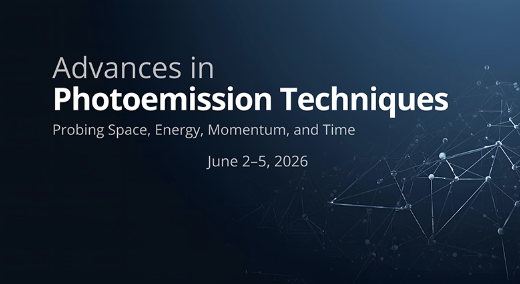 Advances in
Photoemission Techniques
Probing Space, Energy, Momentum, and Time
June 2–5, 2026